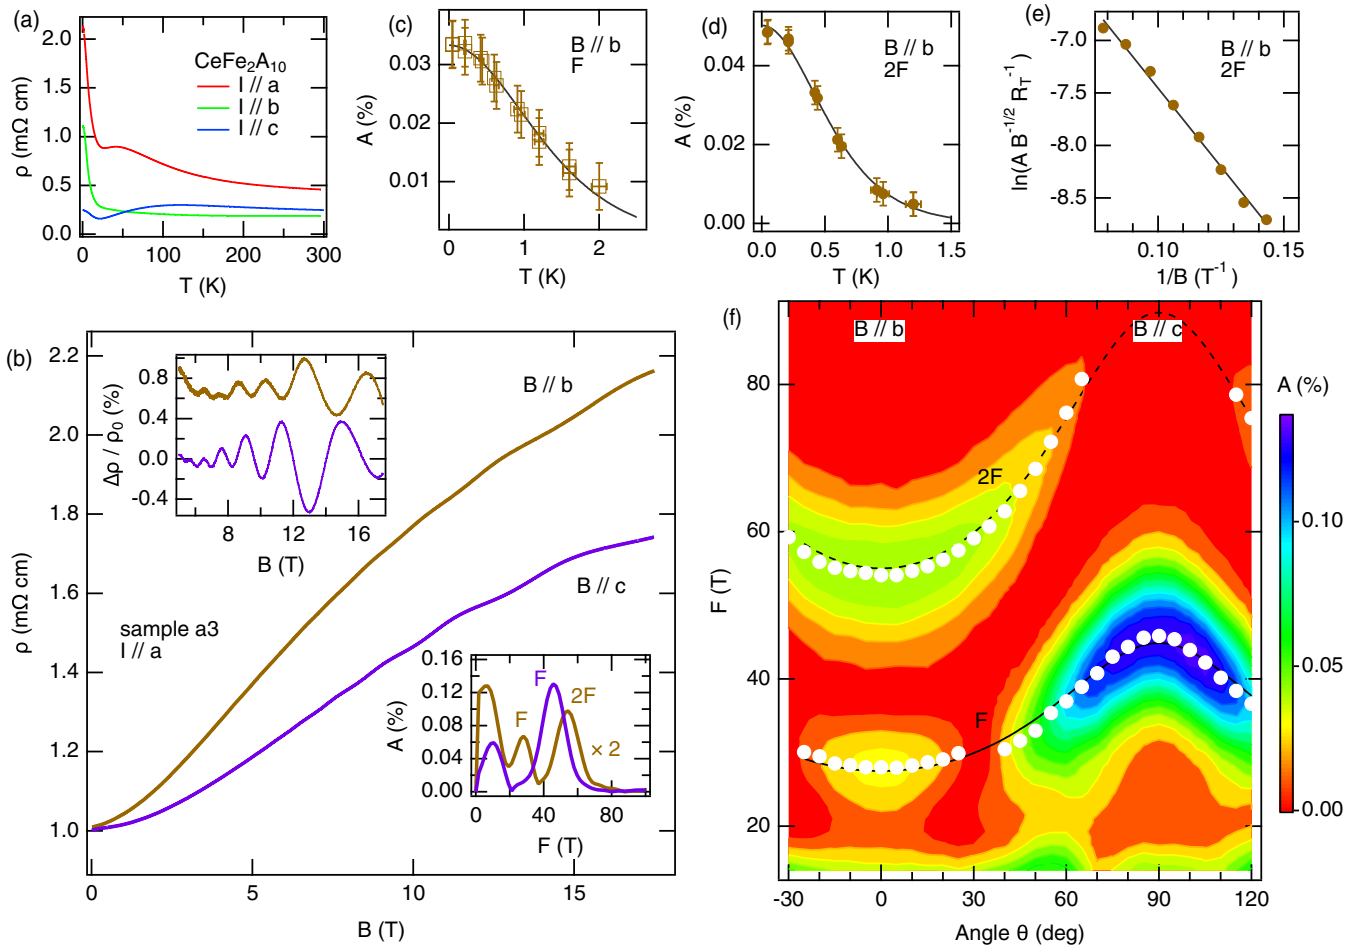 (a)
2.0
1.5
1.0
0.5
0.0
ρ (mΩ cm)
CeFe2A10
I // a
I // b
I // c
0
100
200
300
T (K)
(c)
A (%)
0.03
0.02
0.01
B // b
F
0
1
2
T (K)
(d)
A (%)
0.04
0.02
0.00
B // b
2F
0.0
0.5
1.0
1.5
T (K)
(e)
ln(A B^-1/2 R_T^-1)
-7.0
-7.5
-8.0
-8.5
B // b
2F
0.10
0.15
1/B (T^-1)
(b)
ρ (mΩ cm)
2.2
2.0
1.8
1.6
1.4
1.2
1.0
Δρ / ρ0 (%)
0.8
0.4
0.0
-0.4
8
12
16
B (T)
B // b
B // c
sample a3
I // a
A (%)
0.16
0.12
0.08
0.04
0.00
F
F
2F
× 2
0
40
80
F (T)
0
5
10
15
B (T)
(f)
B // b
B // c
F (T)
80
60
40
20
2F
F
-30
0
30
60
90
120
Angle θ (deg)
A (%)
0.10
0.05
0.00